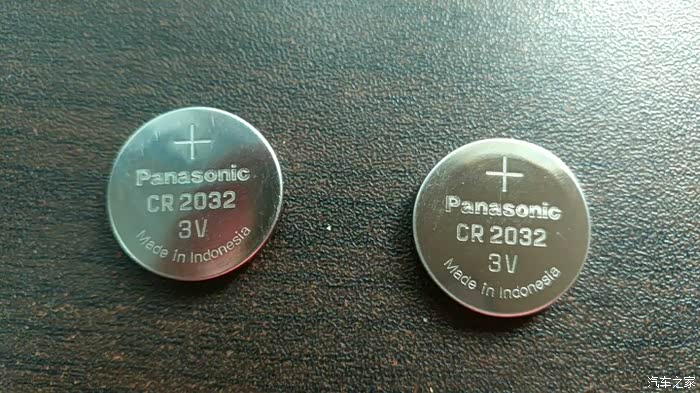 +
Panasonic
CR 2032
3V
Made in Indonesia
+
Panasonic
CR 2032
3V
Made in Indonesia
汽车之家